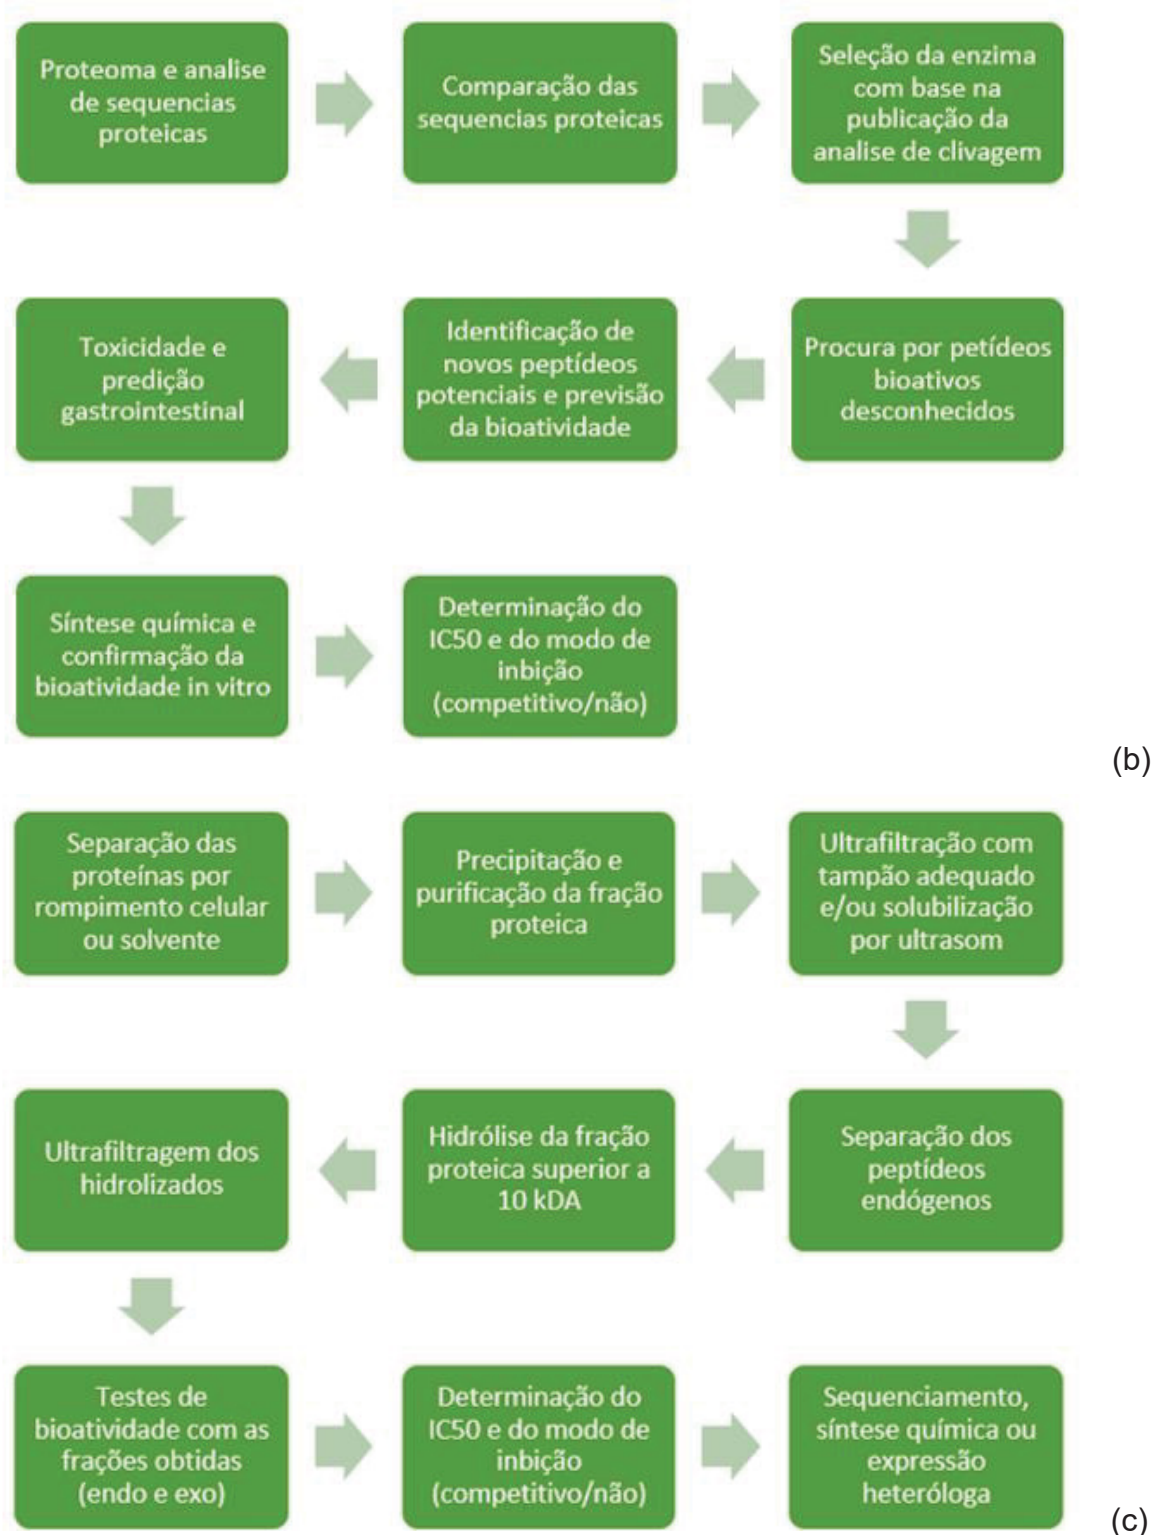 Proteoma e analise
de sequencias
proteicas
Comparação das
sequencias proteicas
Seleção da enzima
com base na
publicação da
analise de clivagem
Procura por petídeos
bioativos
desconhecidos
Identificação de
novos peptídeos
potenciais e previsão
da bioatividade
Toxicidade e
predição
gastrointestinal
Síntese química e
confirmação da
bioatividade in vitro
Determinação do
IC50 e do modo de
inbição
(competitivo/não)
(b)
Separação das
proteínas por
rompimento celular
ou solvente
Precipitação e
purificação da fração
proteica
Ultrafiltração com
tampão adequado
e/ou solubilização
por ultrasom
Separação dos
peptídeos
endógenos
Hidrólise da fração
proteica superior a
10 kDA
Ultrafiltragem dos
hidrolizados
Testes de
bioatividade com as
frações obtidas
(endo e exo)
Determinação do
IC50 e do modo de
inbição
(competitivo/não)
Sequenciamento,
síntese química ou
expressão
heteróloga
(c)